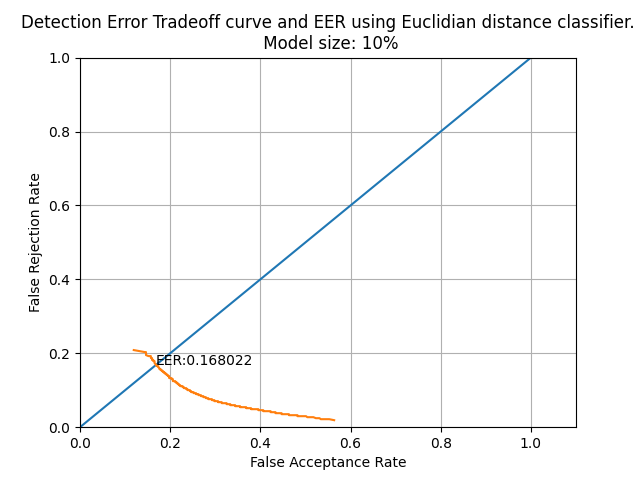 Detection Error Tradeoff curve and EER using Euclidian distance classifier.
Model size: 10%
1.0
0.8
0.6
0.4
0.2
0.0
False Rejection Rate
EER:0.168022
0.0 0.2 0.4 0.6 0.8 1.0
False Acceptance Rate